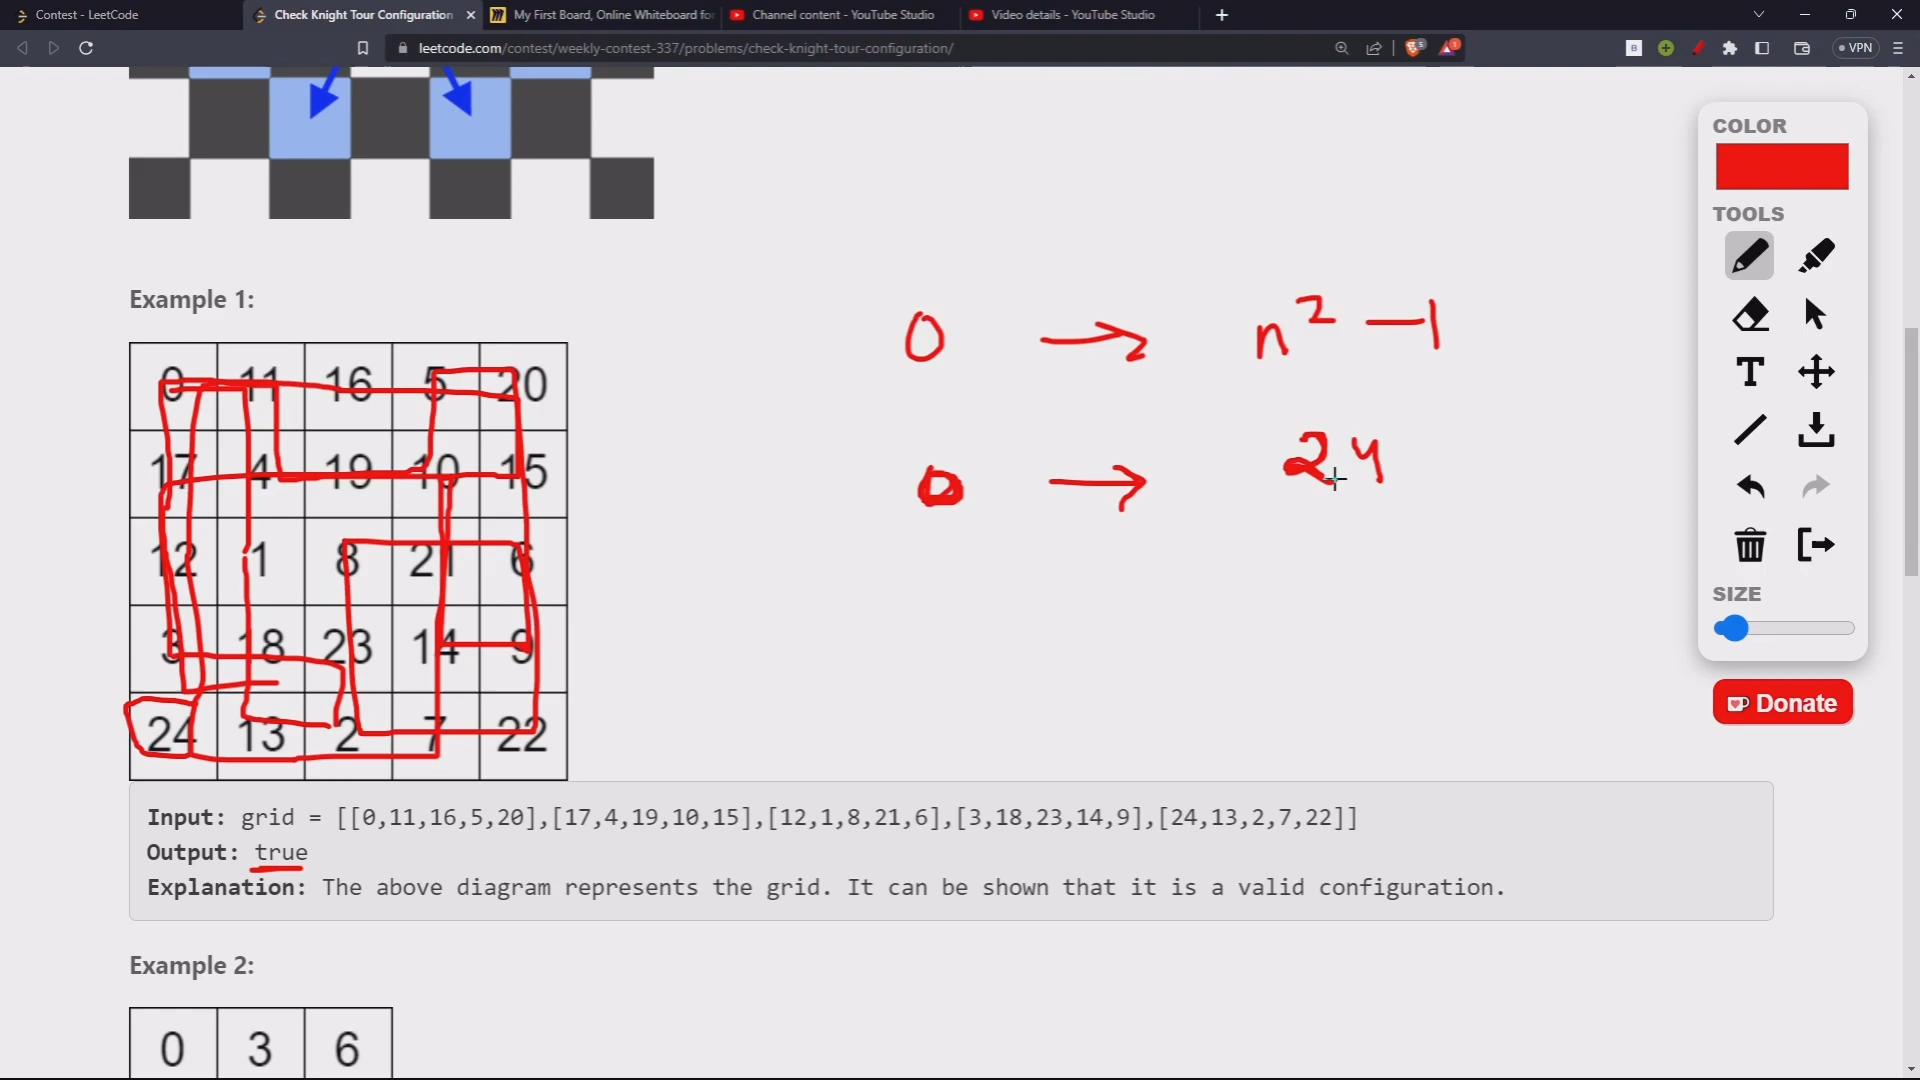 Contest - LeetCode
Check Knight Tour Configuration
My First Board, Online Whiteboard for
Channel content - YouTube Studio
Video details - YouTube Studio
leetcode.com/contest/weekly-contest-337/problems/check-knight-tour-configuration/
VPN
COLOR
TOOLS
SIZE
Donate
Example 1:
0 → n² - 1
0 → 24
0 11 16 5 20
17 4 19 10 15
12 1 8 21 6
3 18 23 14 9
24 13 2 7 22
Input: grid = [[0,11,16,5,20],[17,4,19,10,15],[12,1,8,21,6],[3,18,23,14,9],[24,13,2,7,22]]
Output: true
Explanation: The above diagram represents the grid. It can be shown that it is a valid configuration.
Example 2:
0 3 6